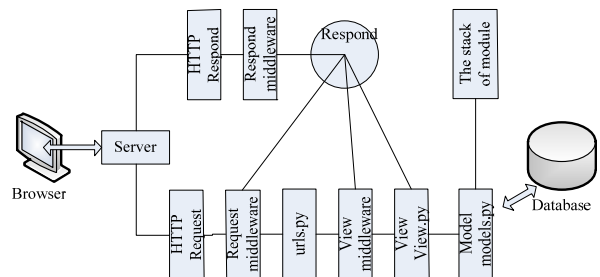 HTTP
Respond
Respond
middleware
Respond
The stack
of module
Server
Browser
HTTP
Request
Request
middleware
urls.py
View
middleware
View
View.py
Model
models.py
Database